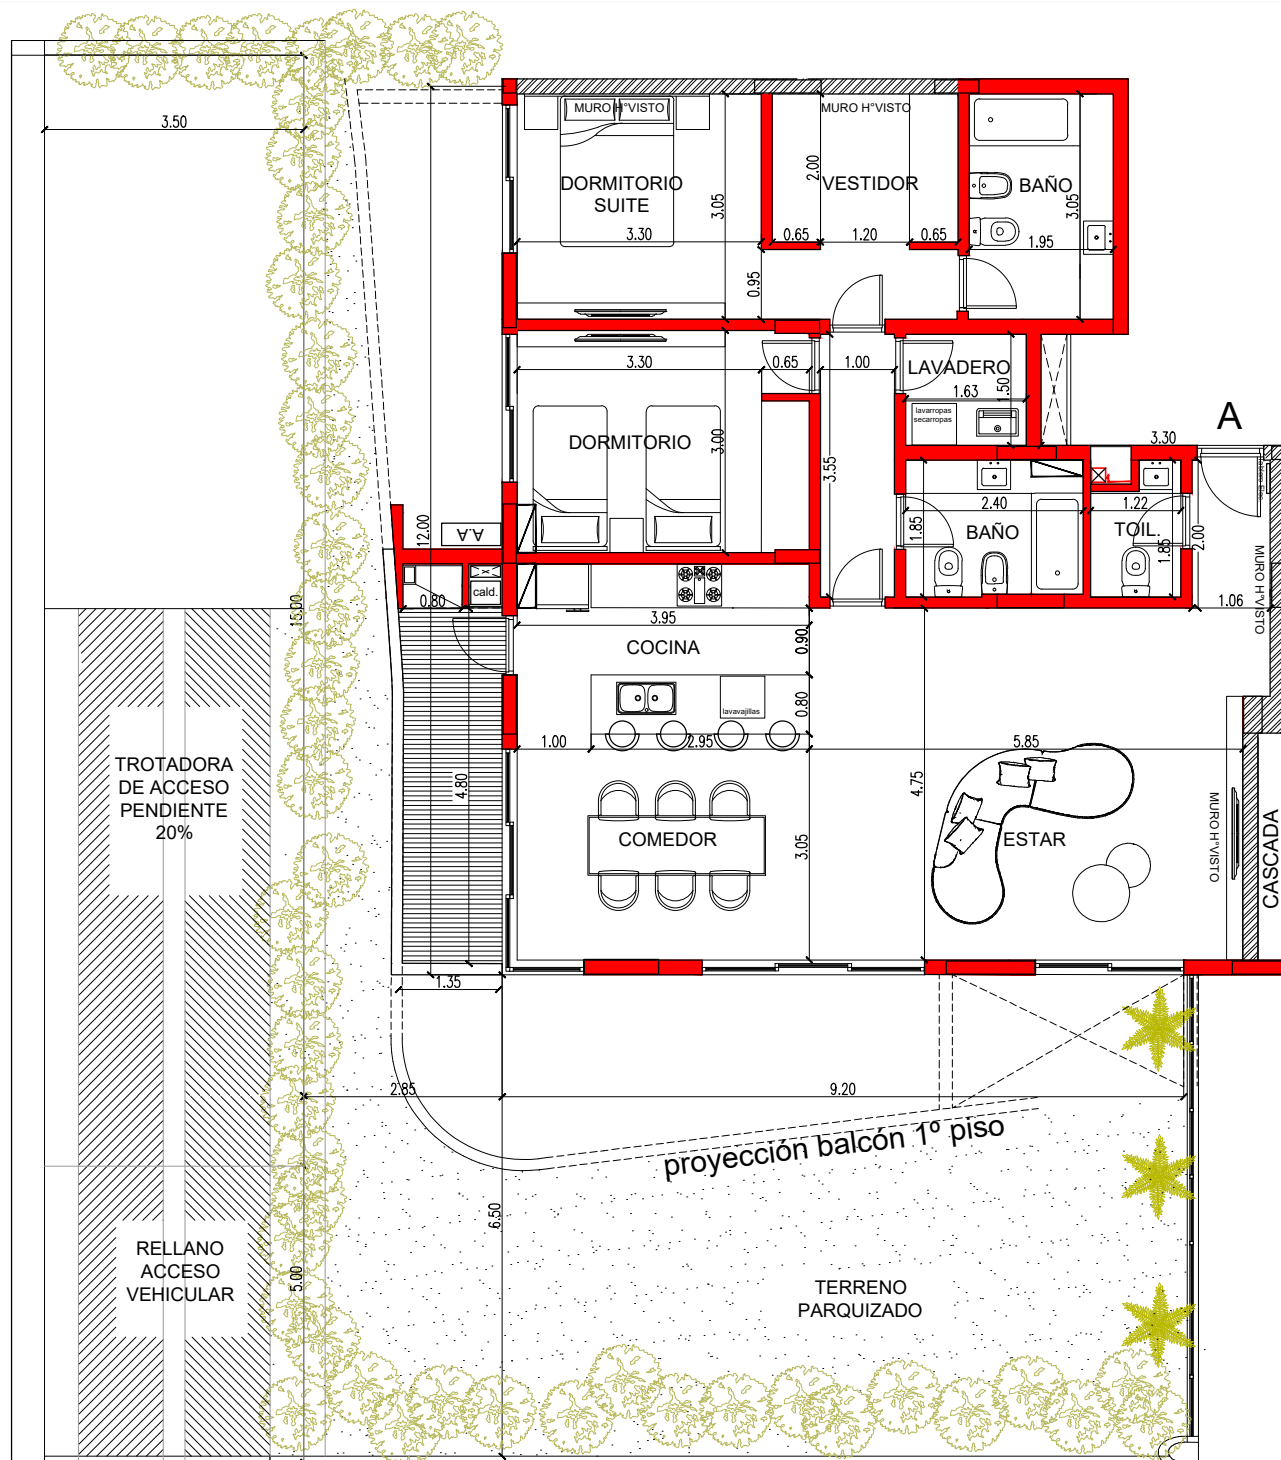 MURO H°VISTO
MURO H°VISTO
3.50
DORMITORIO
SUITE
3.05
2.00
VESTIDOR
BAÑO
3.05
3.30
0.65
1.20
0.65
1.95
0.95
3.30
0.65
1.00
LAVADERO
1.63
1.50
lavarropas
secarropas
A
3.30
DORMITORIO
3.00
3.55
12.00
A.A
2.40
1.22
BAÑO
1.85
TOIL.
1.85
2.00
MURO H°VISTO
cald.
0.80
15.00
3.95
1.06
COCINA
0.90
lavavajillas
0.80
1.00
2.95
5.85
TROTADORA
DE ACCESO
PENDIENTE
20%
4.80
4.75
COMEDOR
3.05
ESTAR
MURO H°VISTO
CASCADA
1.35
2.85
9.20
proyección balcón 1º piso
6.50
RELLANO
ACCESO
VEHICULAR
5.00
TERRENO
PARQUIZADO